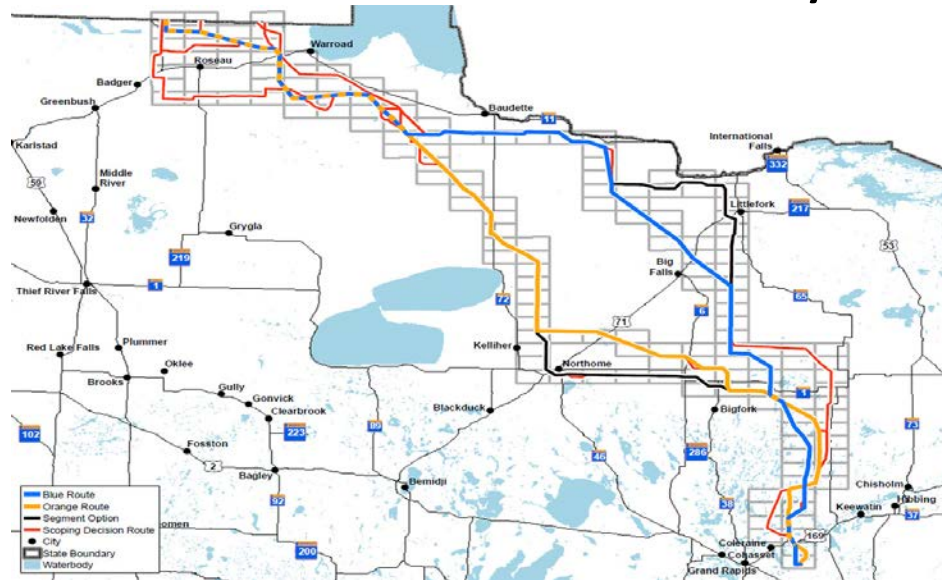 Warroad
Roseau
Badger
Greenbush
Baudette
11
Karlstad
International
Falls
332
59
Middle
River
Littlefork
217
Newfolden
32
Grygla
53
219
Big
Falls
1
72
65
Thief River Falls
6
71
Red Lake Falls
Plummer
Kelliher
Oklee
Northome
Brooks
Gully
Gonvick
1
Clearbrook
Blackduck
Bigfork
102
223
89
73
Fosston
286
46
2
Bagley
Chisholm
Bemidji
Hibbing
Keewatin
92
38
37
Blue Route
Orange Route
Segment Option
Scoping Decision Route
City
State Boundary
Waterbody
omen
200
169
Coleraine
Cohasset
Grand Rapids